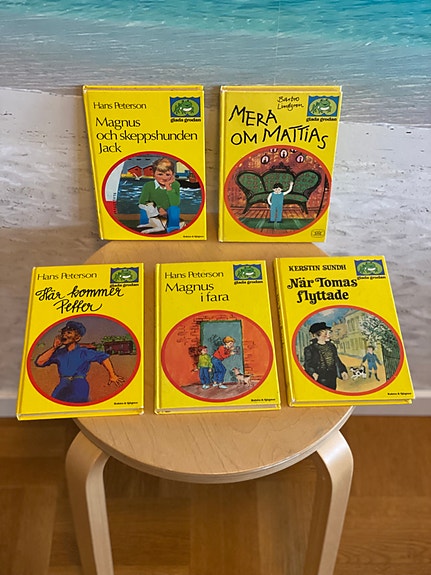 Hans Peterson
glada grodan
Magnus
och skeppshunden
Jack
Rabén & Sjögren
Barbro
Lindgren
glada grodan
MERA
OM MATTIAS
Hans Peterson
glada grodan
Här kommer
Petter
Rabén & Sjögren
Hans Peterson
glada grodan
Magnus
i fara
Rabén & Sjögren
KERSTIN SUNDH
glada grodan
När Tomas
flyttade
Rabén & Sjögren